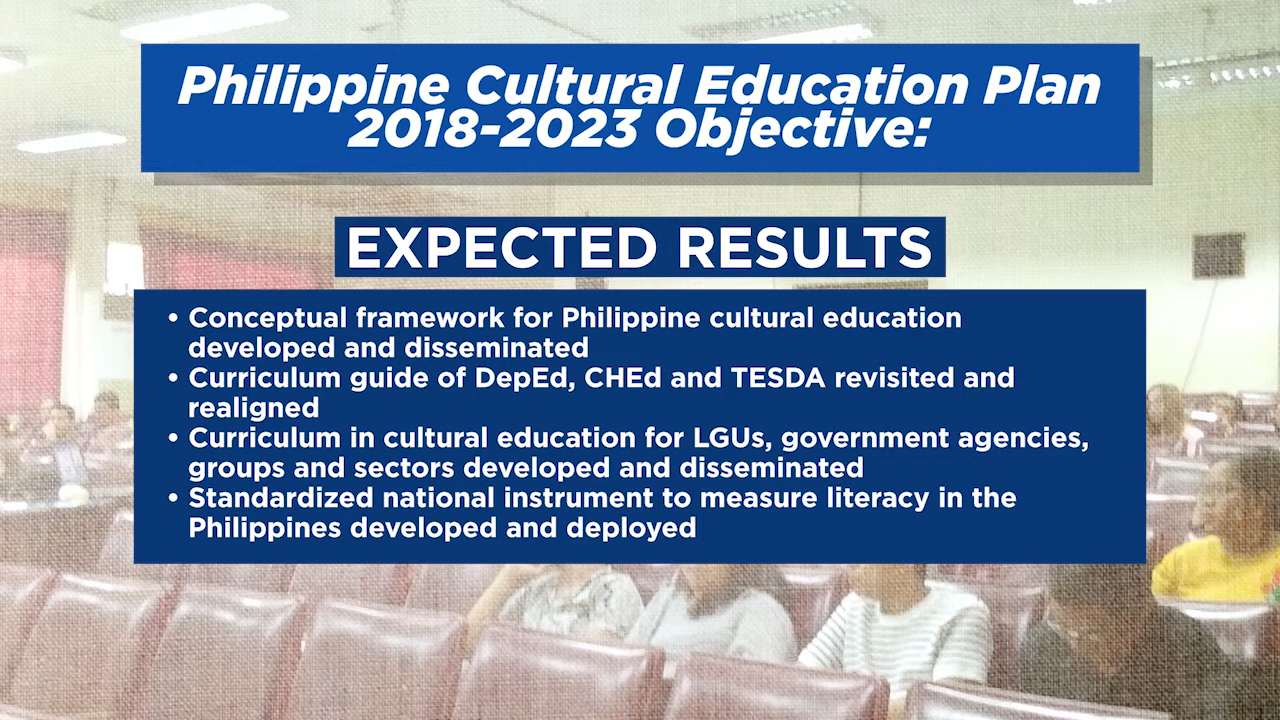 Philippine Cultural Education Plan
2018-2023 Objective:
EXPECTED RESULTS
• Conceptual framework for Philippine cultural education
developed and disseminated
• Curriculum guide of DepEd, CHEd and TESDA revisited and
realigned
• Curriculum in cultural education for LGUs, government agencies,
groups and sectors developed and disseminated
• Standardized national instrument to measure literacy in the
Philippines developed and deployed